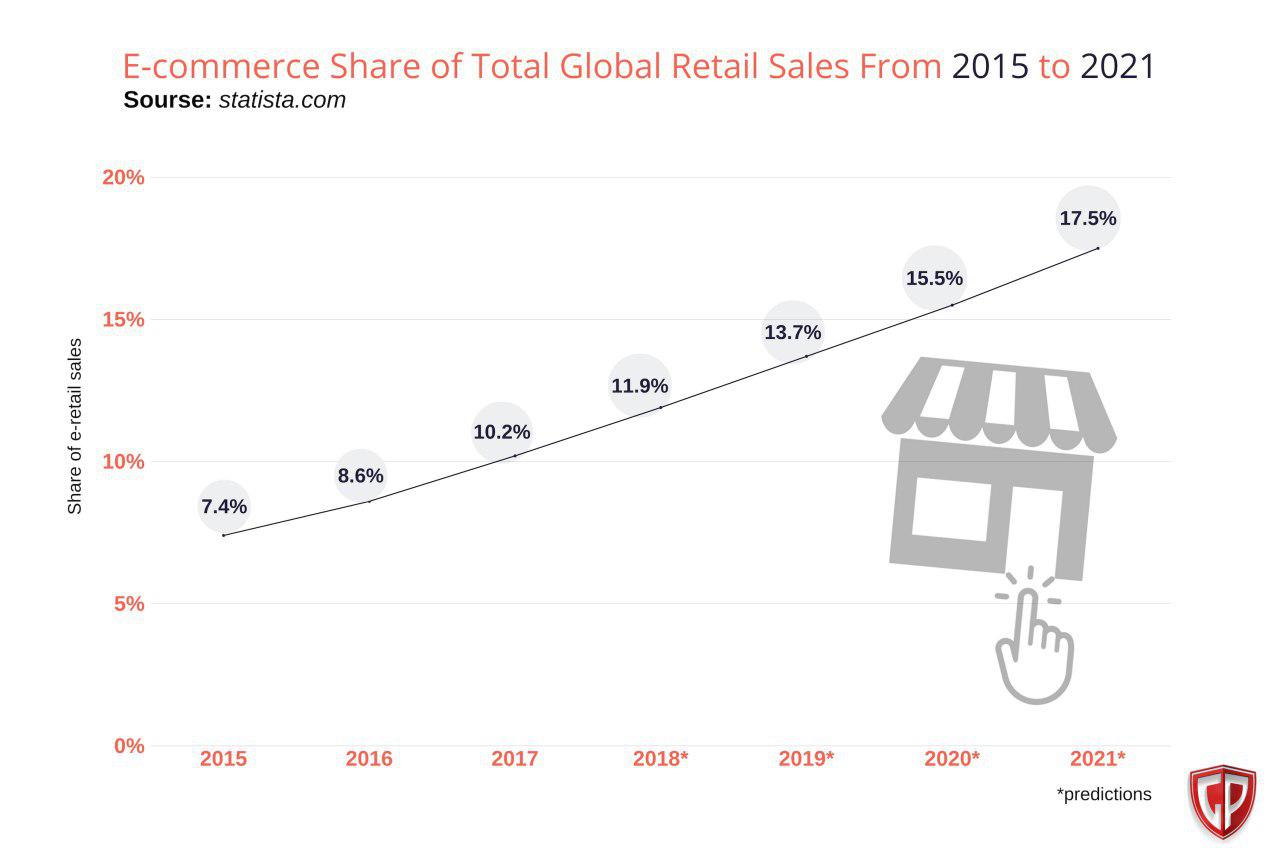 E-commerce Share of Total Global Retail Sales From 2015 to 2021
Sourse: statista.com
20%
17.5%
15.5%
15%
13.7%
11.9%
10.2%
10%
8.6%
7.4%
Share of e-retail sales
5%
0%
2015 2016 2017 2018* 2019* 2020* 2021*
*predictions
CP